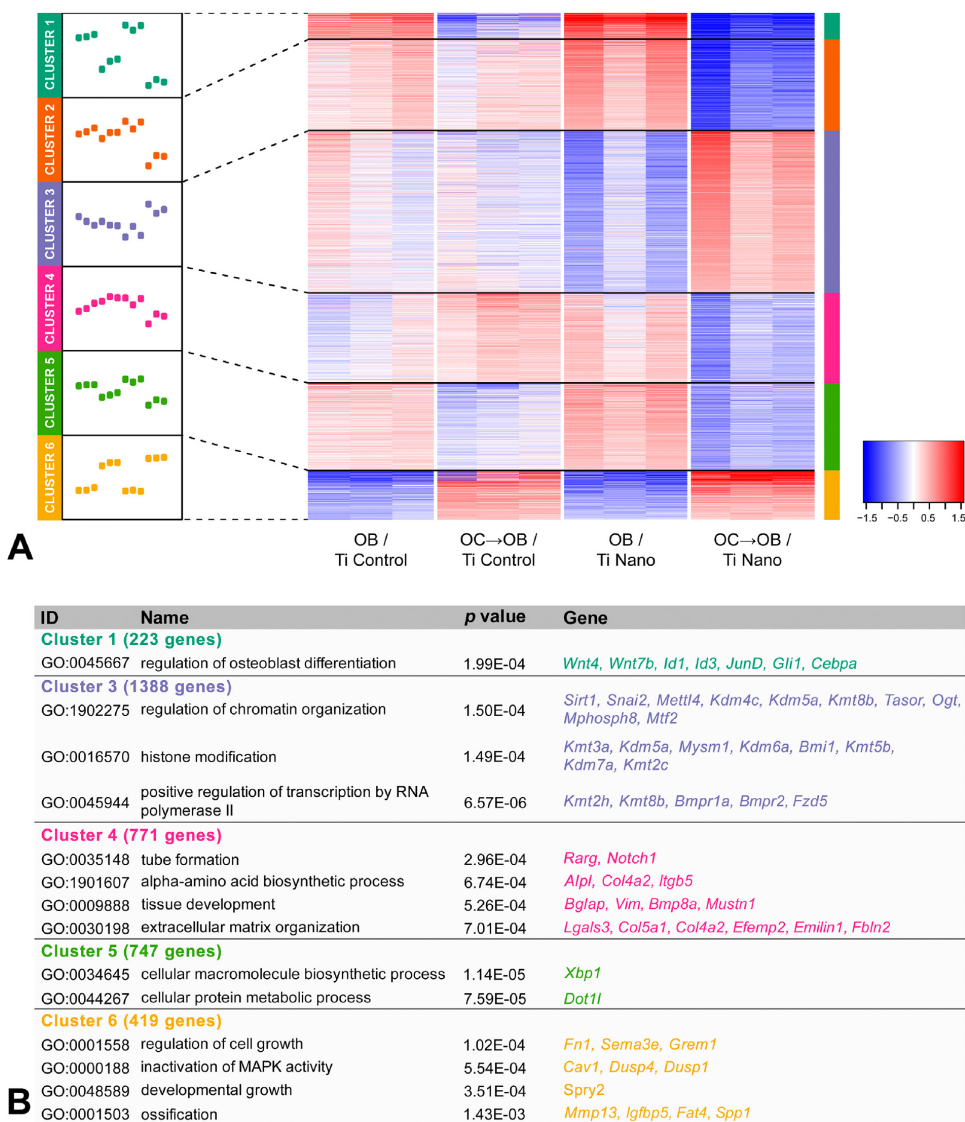 CLUSTER 1
CLUSTER 2
CLUSTER 3
CLUSTER 4
CLUSTER 5
CLUSTER 6
−1.5 −0.5 0.5 1.5
A
OB /
Ti Control
OC→OB /
Ti Control
OB /
Ti Nano
OC→OB /
Ti Nano
ID Name p value Gene
Cluster 1 (223 genes)
GO:0045667 regulation of osteoblast differentiation 1.99E-04 Wnt4, Wnt7b, Id1, Id3, JunD, Gli1, Cebpa
Cluster 3 (1388 genes)
GO:1902275 regulation of chromatin organization 1.50E-04 Sirt1, Snai2, Mettl4, Kdm4c, Kdm5a, Kmt8b, Tasor, Ogt,
Mphosph8, Mtf2
GO:0016570 histone modification 1.49E-04 Kmt3a, Kdm5a, Mysm1, Kdm6a, Bmi1, Kmt5b,
Kdm7a, Kmt2c
GO:0045944 positive regulation of transcription by RNA
polymerase II 6.57E-06 Kmt2h, Kmt8b, Bmpr1a, Bmpr2, Fzd5
Cluster 4 (771 genes)
GO:0035148 tube formation 2.96E-04 Rarg, Notch1
GO:1901607 alpha-amino acid biosynthetic process 6.74E-04 Alpl, Col4a2, Itgb5
GO:0009888 tissue development 5.26E-04 Bglap, Vim, Bmp8a, Mustn1
GO:0030198 extracellular matrix organization 7.01E-04 Lgals3, Col5a1, Col4a2, Efemp2, Emilin1, Fbln2
Cluster 5 (747 genes)
GO:0034645 cellular macromolecule biosynthetic process 1.14E-05 Xbp1
GO:0044267 cellular protein metabolic process 7.59E-05 Dot1l
Cluster 6 (419 genes)
GO:0001558 regulation of cell growth 1.02E-04 Fn1, Sema3e, Grem1
GO:0000188 inactivation of MAPK activity 5.54E-04 Cav1, Dusp4, Dusp1
GO:0048589 developmental growth 3.51E-04 Spry2
GO:0001503 ossification 1.43E-03 Mmp13, Igfbp5, Fat4, Spp1
B